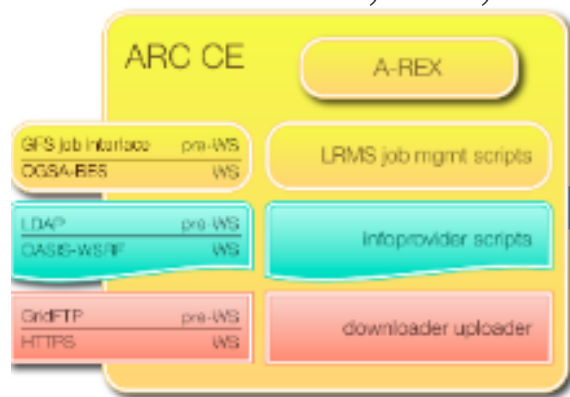 ARC CE
A-REX
GFS job interface pre-WS
OGSA-BES WS
LRMS job mgmt scripts
LDAP pre-WS
OASIS-WSRF WS
infoprovider scripts
GridFTP pre-WS
HTTPS WS
downloader uploader